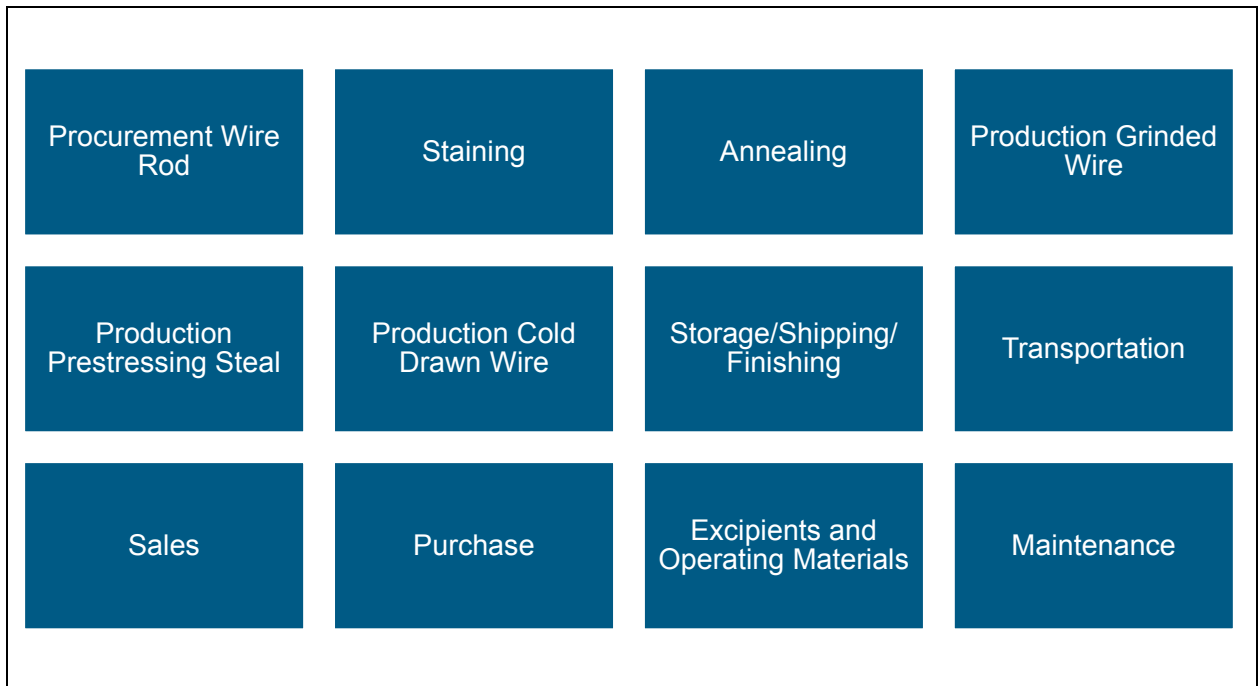 Procurement Wire
Rod
Staining
Annealing
Production Grinded
Wire
Production
Prestressing Steal
Production Cold
Drawn Wire
Storage/Shipping/
Finishing
Transportation
Sales
Purchase
Excipients and
Operating Materials
Maintenance